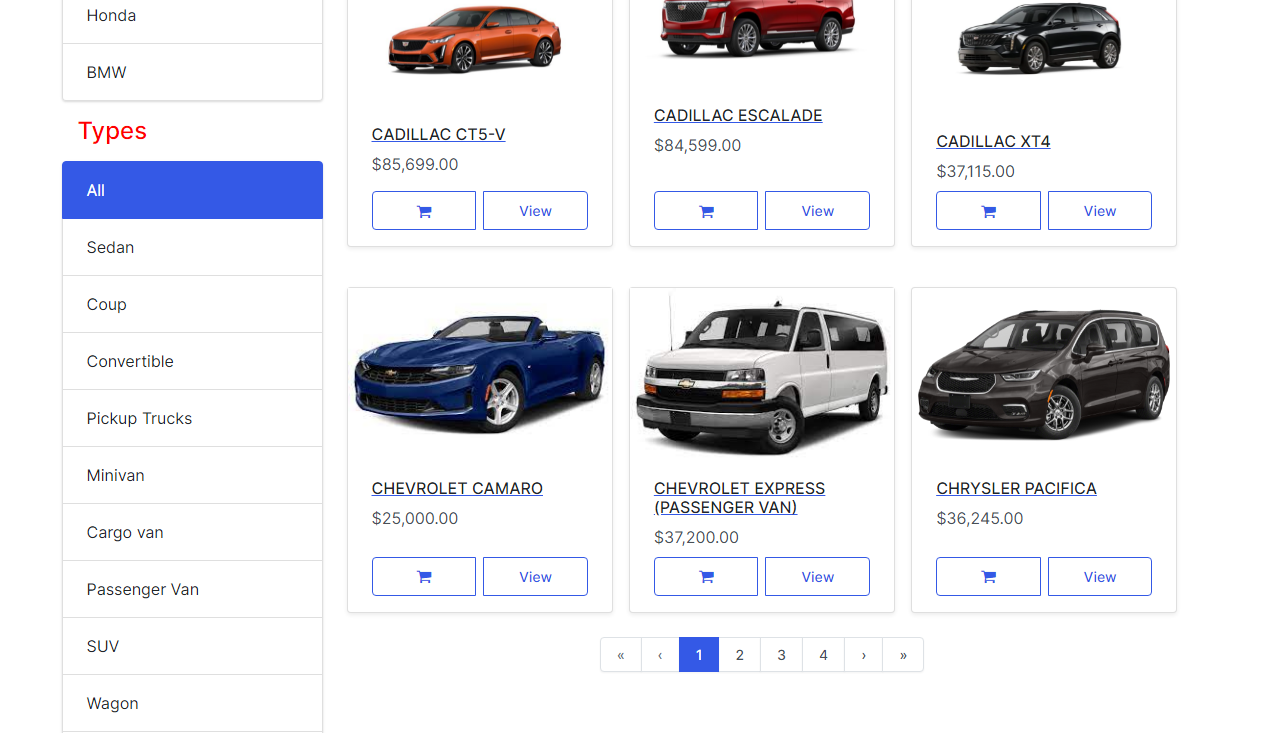 Honda
BMW
Types
All
Sedan
Coup
Convertible
Pickup Trucks
Minivan
Cargo van
Passenger Van
SUV
Wagon
CADILLAC CT5-V
$85,699.00
View
CADILLAC ESCALADE
$84,599.00
View
CADILLAC XT4
$37,115.00
View
CHEVROLET CAMARO
$25,000.00
View
CHEVROLET EXPRESS
(PASSENGER VAN)
$37,200.00
View
CHRYSLER PACIFICA
$36,245.00
View
« ‹ 1 2 3 4 › »